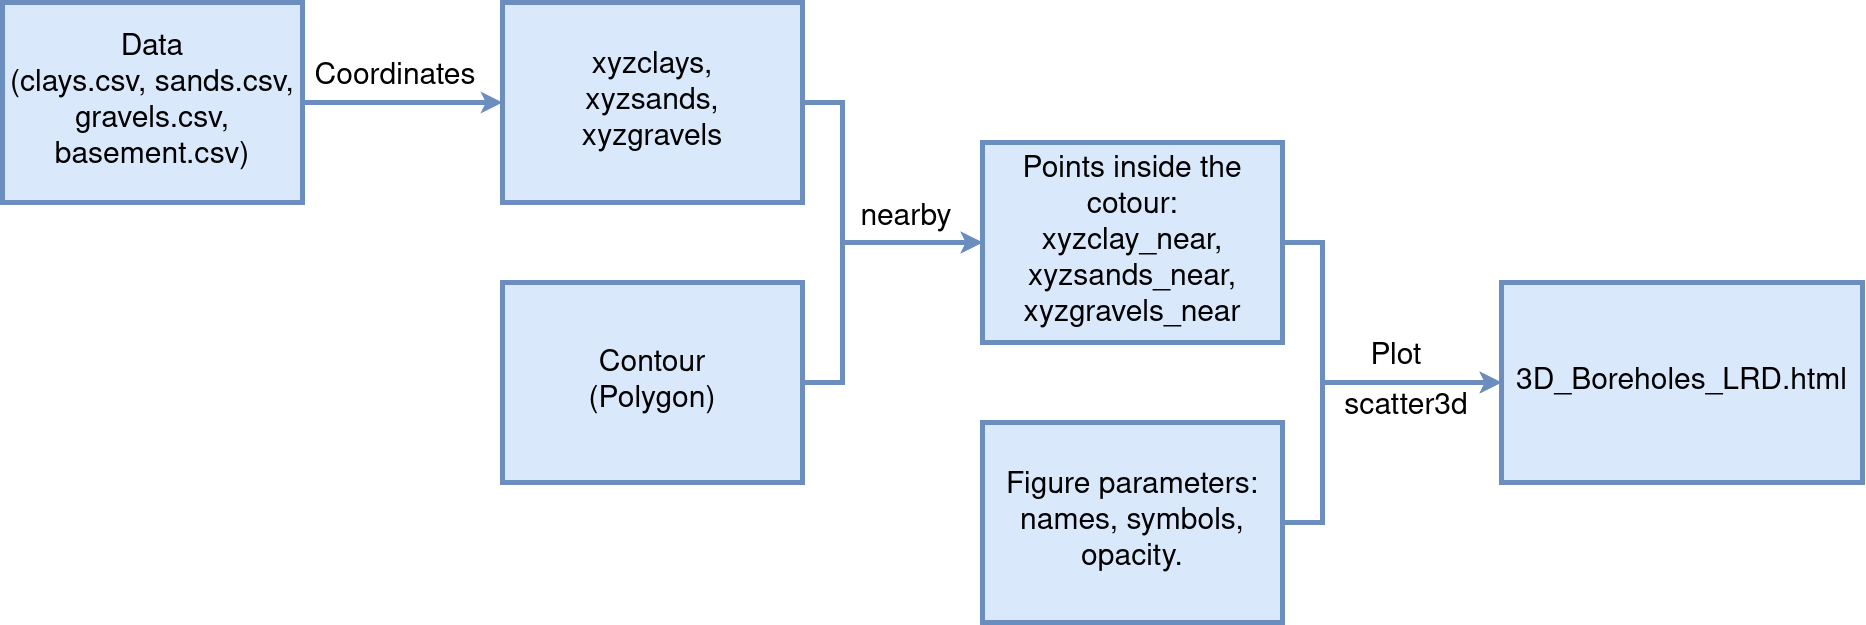 Data
(clays.csv, sands.csv,
gravels.csv,
basement.csv)
Coordinates
xyzclays,
xyzsands,
xyzgravels
Contour
(Polygon)
nearby
Points inside the
cotour:
xyzclay_near,
xyzsands_near,
xyzgravels_near
Figure parameters:
names, symbols,
opacity.
Plot
scatter3d
3D_Boreholes_LRD.html